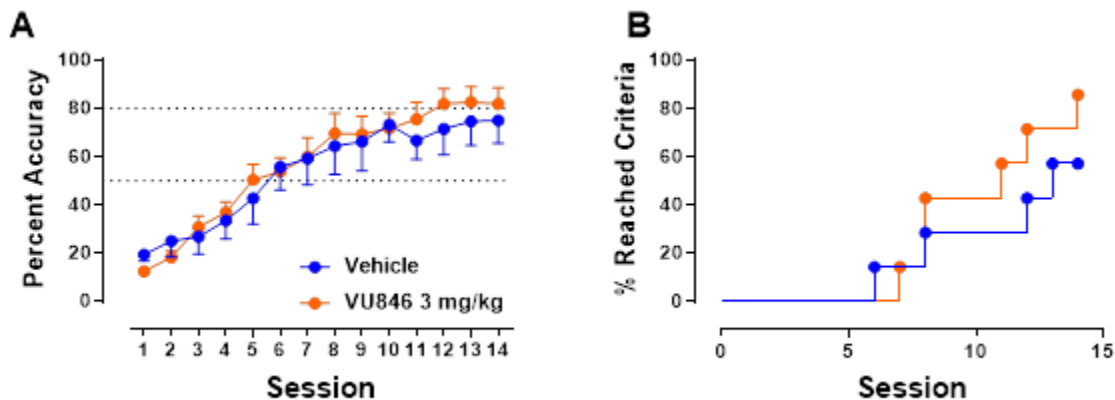 A
Percent Accuracy
100
80
60
40
20
0
Vehicle
VU846 3 mg/kg
1 2 3 4 5 6 7 8 9 10 11 12 13 14
Session
B
% Reached Criteria
100
80
60
40
20
0
0 5 10 15
Session